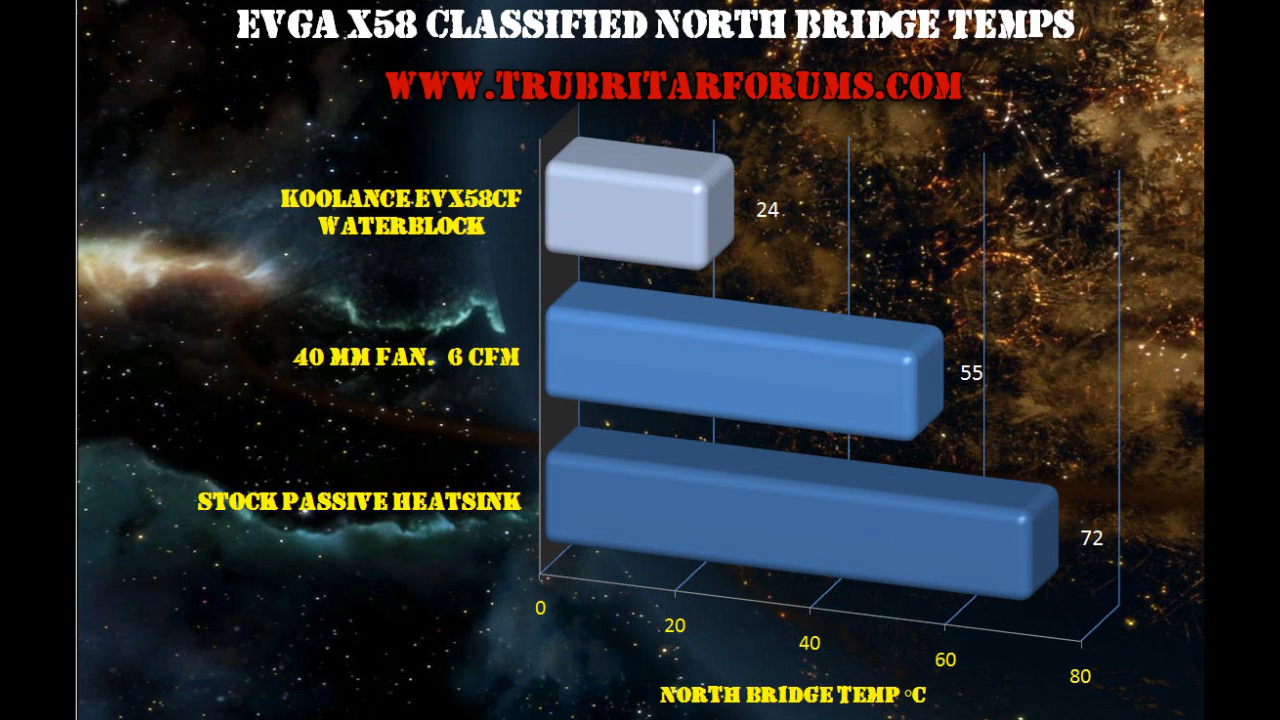 EVGA X58 CLASSIFIED NORTH BRIDGE TEMPS
WWW.TRUBRITARFORUMS.COM
KOOLANCE EVX58CF
WATERBLOCK
24
40 MM FAN. 6 CFM
55
STOCK PASSIVE HEATSINK
72
0
20
40
60
80
NORTH BRIDGE TEMP °C